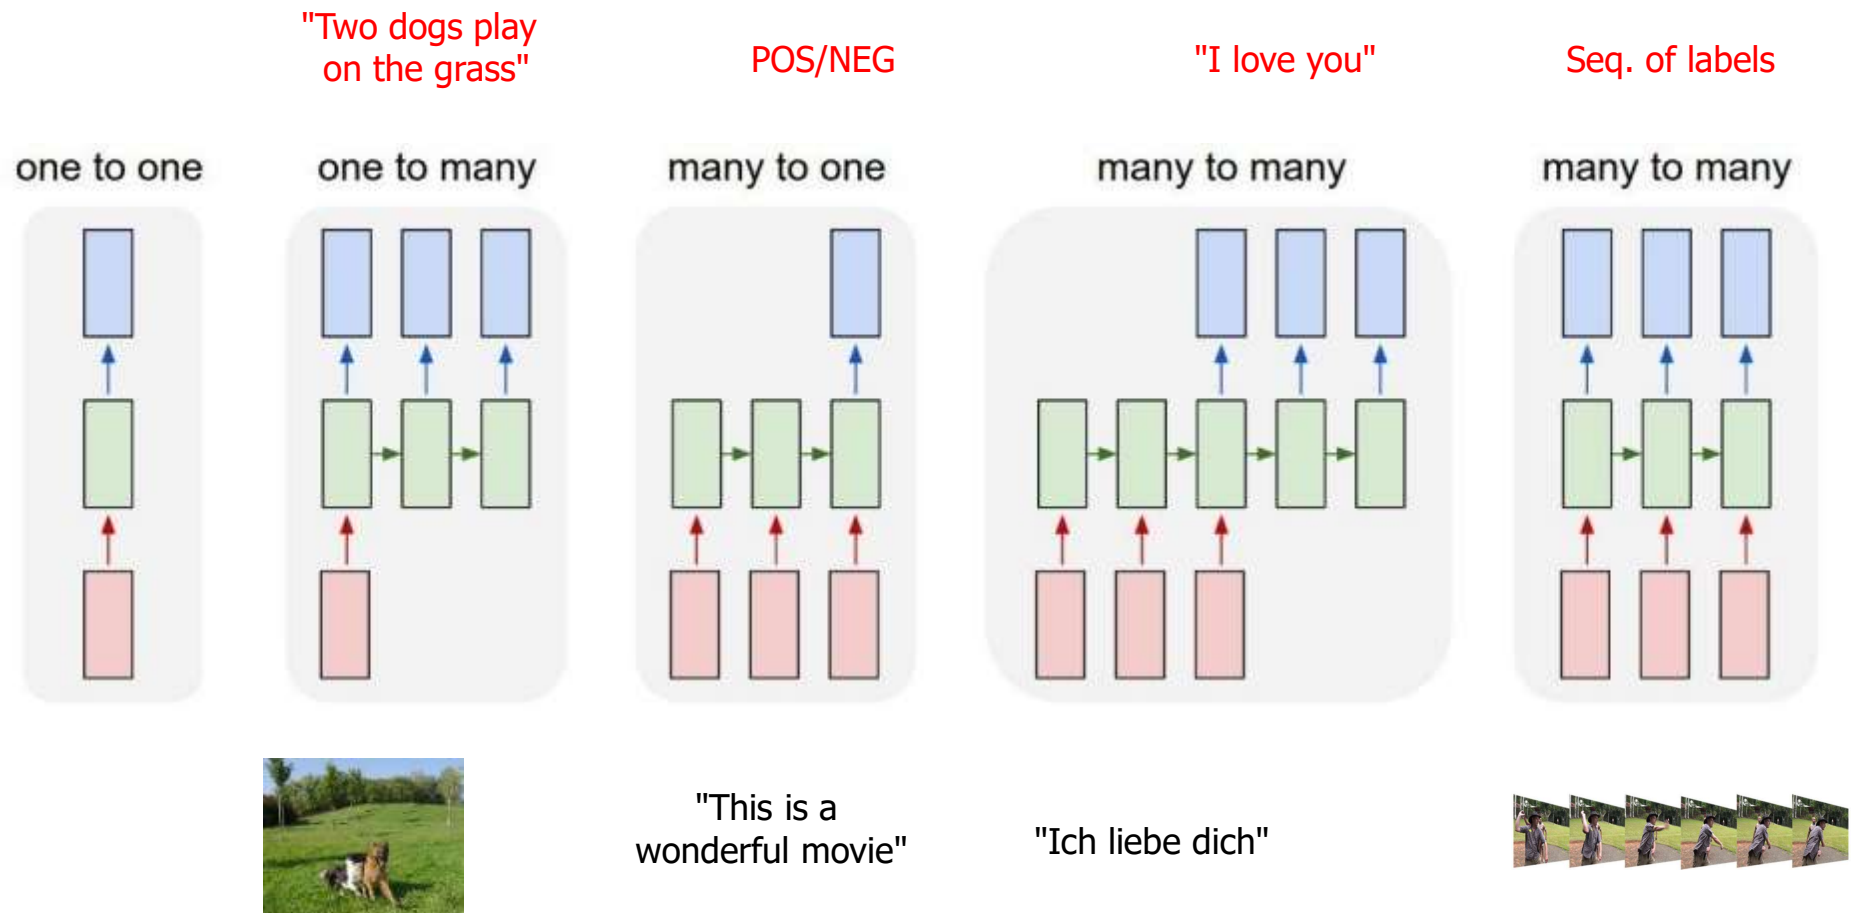 "Two dogs play
on the grass"
POS/NEG
"I love you"
Seq. of labels
one to one
one to many
many to one
many to many
many to many
"This is a
wonderful movie"
"Ich liebe dich"